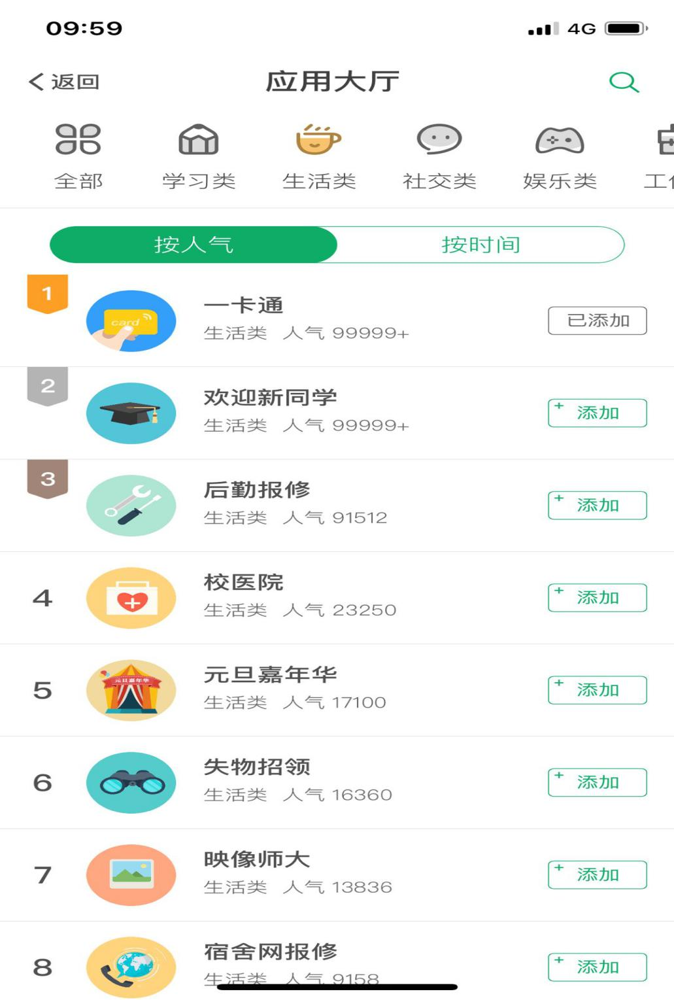 09:59
4G
返回
应用大厅
全部
学习类
生活类
社交类
娱乐类
按人气
按时间
1
card
一卡通
生活类 人气 99999+
已添加
2
欢迎新同学
生活类 人气 99999+
+ 添加
3
后勤报修
生活类 人气 91512
+ 添加
4
校医院
生活类 人气 23250
+ 添加
5
元旦嘉年华
元旦嘉年华
生活类 人气 17100
+ 添加
6
失物招领
生活类 人气 16360
+ 添加
7
映像师大
生活类 人气 13836
+ 添加
8
宿舍网报修
生活类 人气 9158
+ 添加